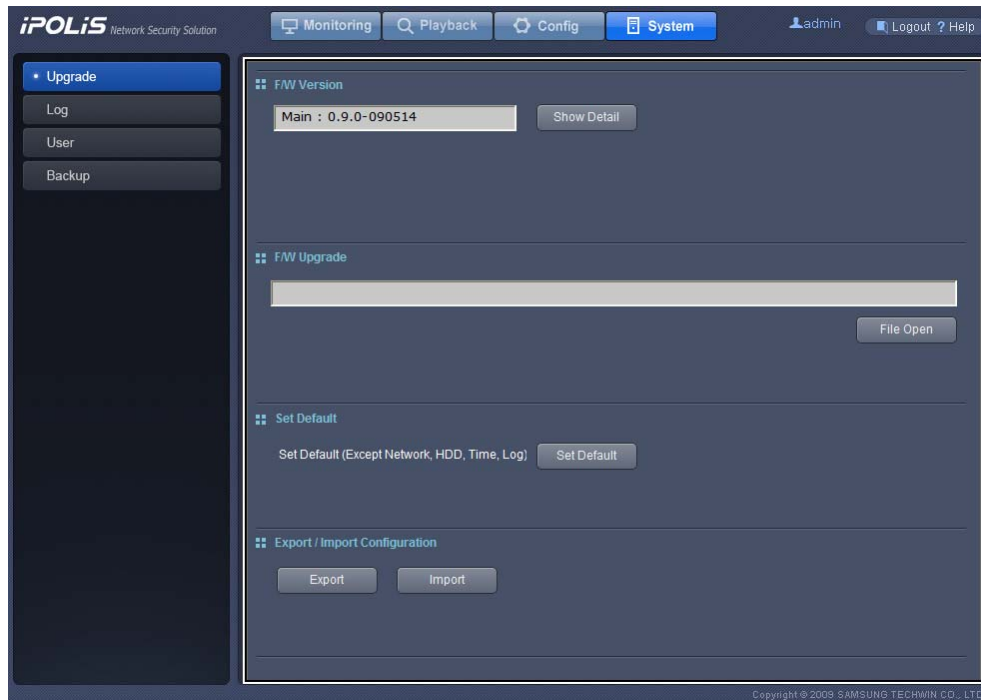 iPOLiS Network Security Solution
Monitoring
Playback
Config
System
admin
Logout
? Help
Upgrade
Log
User
Backup
F/W Version
Main : 0.9.0-090514
Show Detail
F/W Upgrade
File Open
Set Default
Set Default (Except Network, HDD, Time, Log)
Set Default
Export / Import Configuration
Export
Import
Copyright © 2009 SAMSUNG TECHWIN CO., LTD